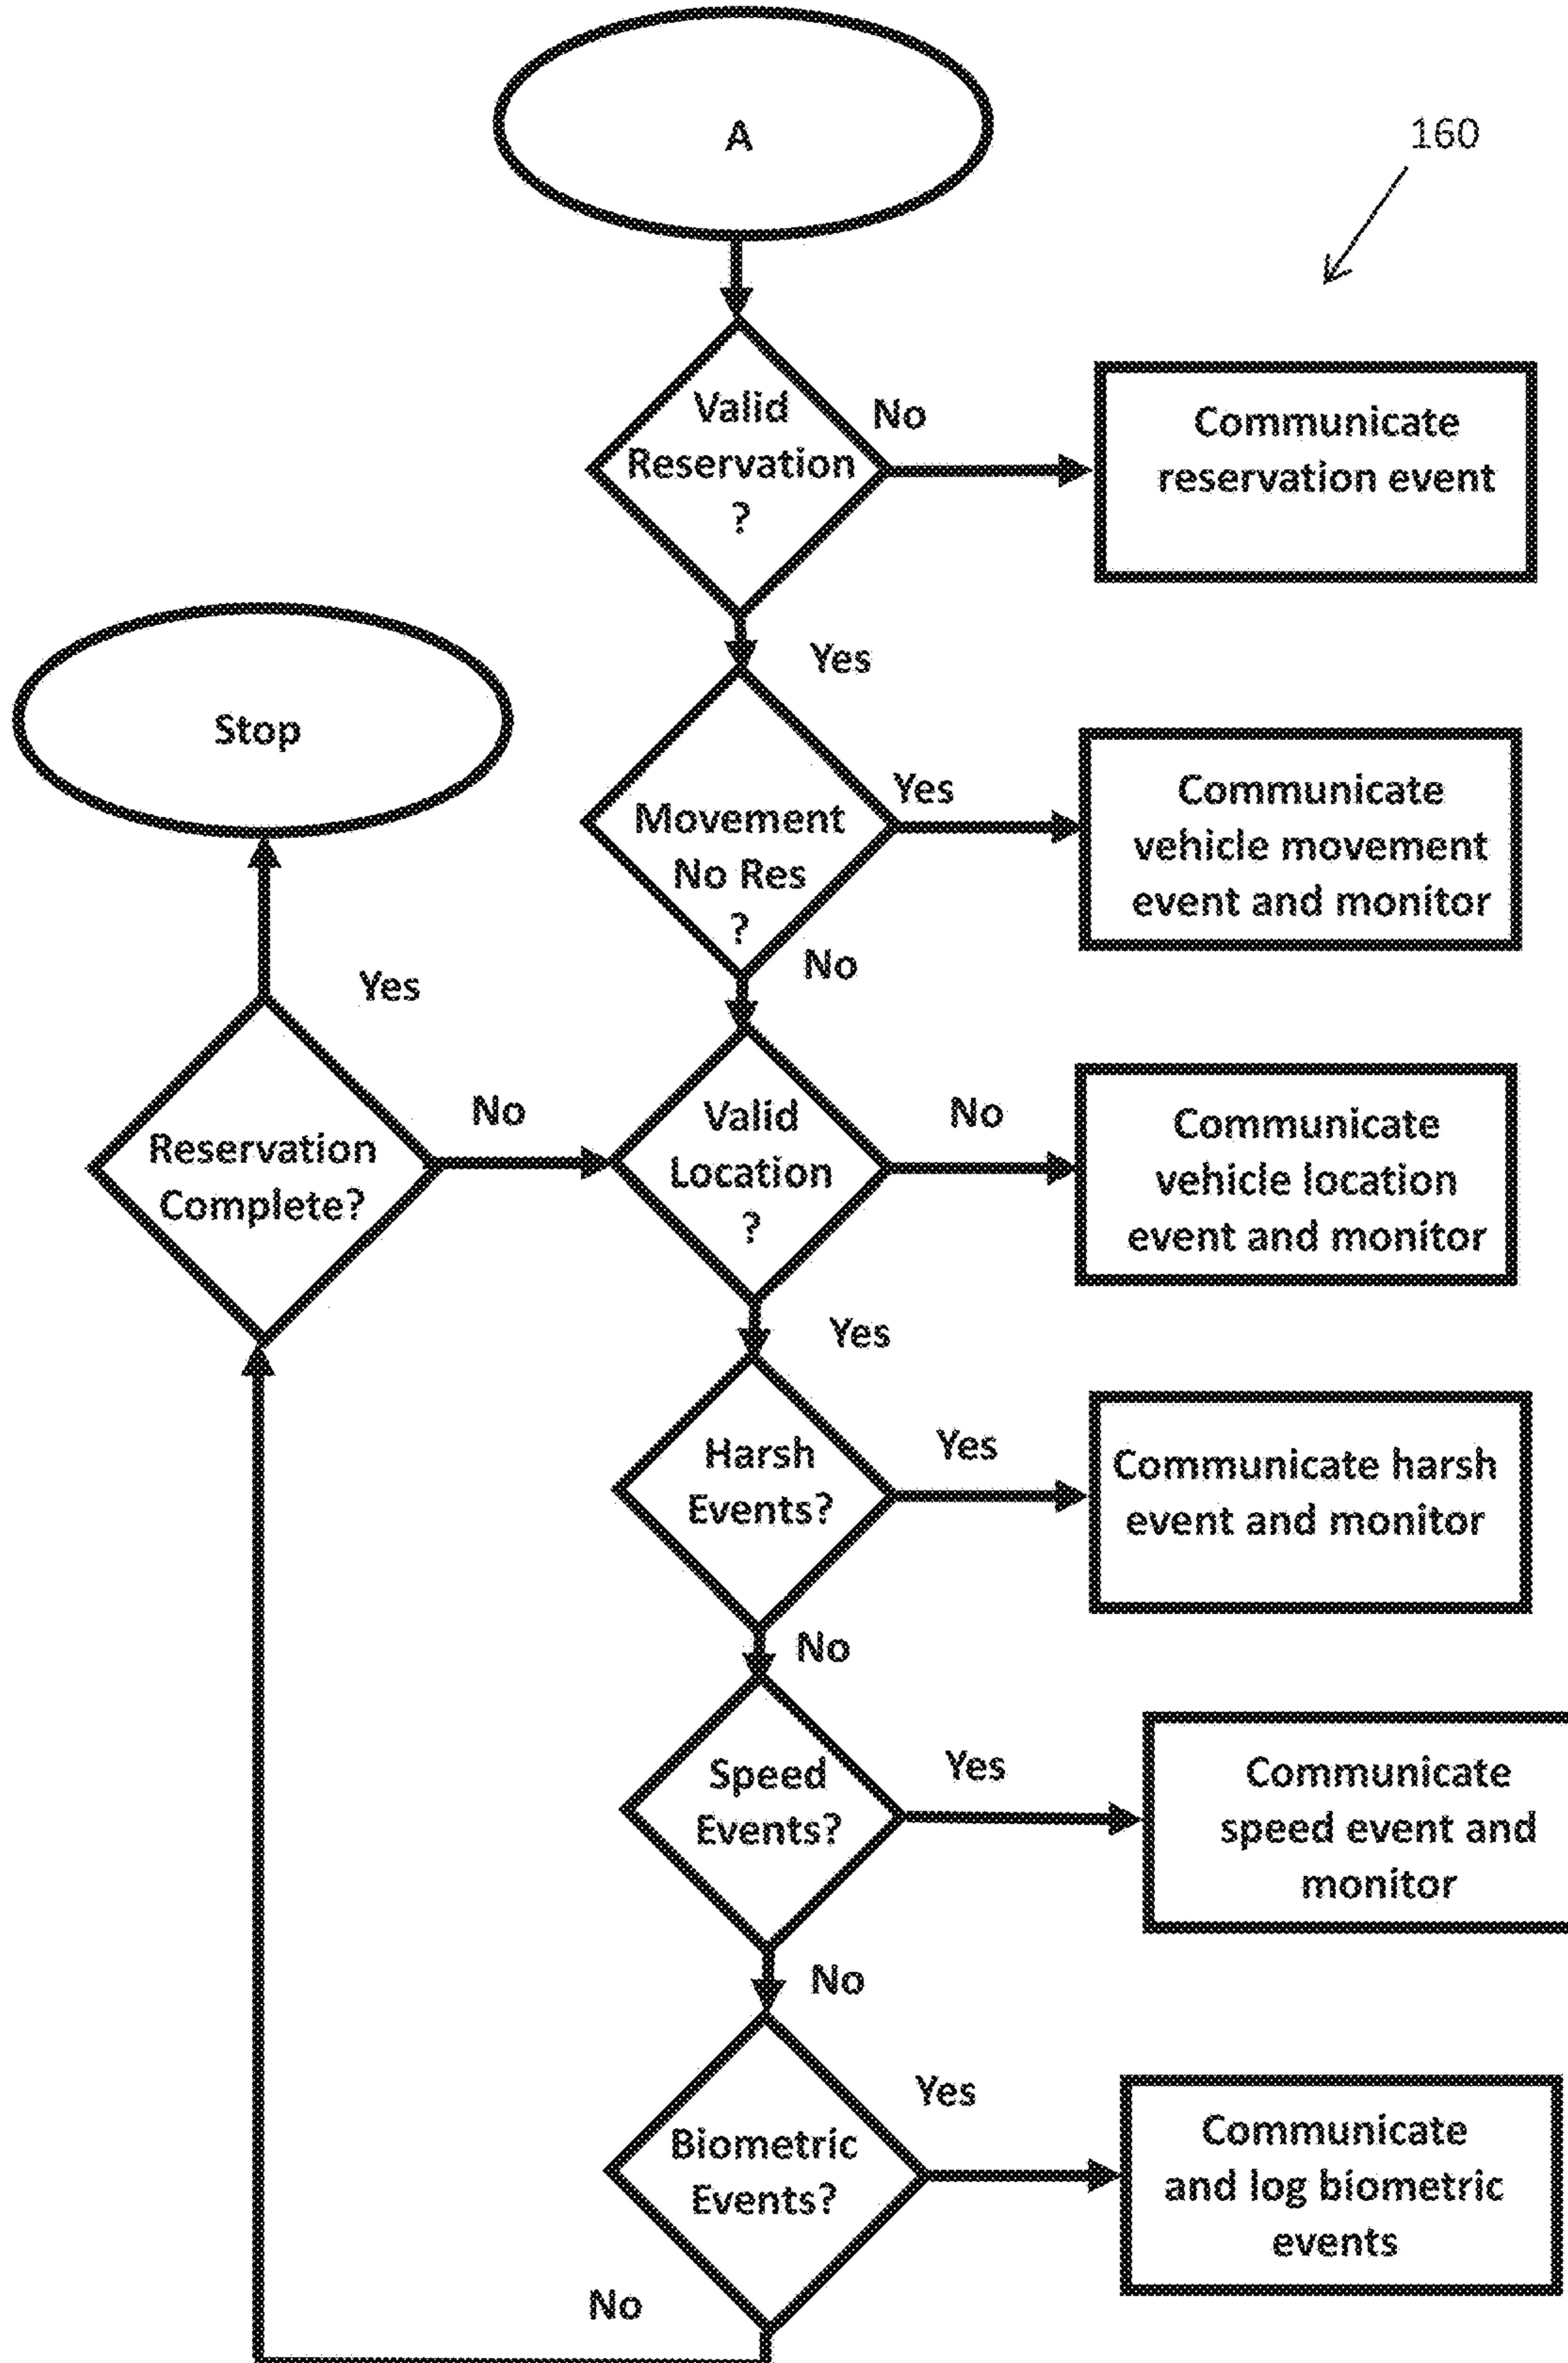 A
160
Valid
Reservation
?
No
Communicate
reservation event
Yes
Stop
Movement
No Res
?
Yes
Communicate
vehicle movement
event and monitor
No
Yes
Reservation
Complete?
No
Valid
Location
?
No
Communicate
vehicle location
event and monitor
Yes
Harsh
Events?
Yes
Communicate harsh
event and monitor
No
Speed
Events?
Yes
Communicate
speed event and
monitor
No
Biometric
Events?
Yes
Communicate
and log biometric
events
No